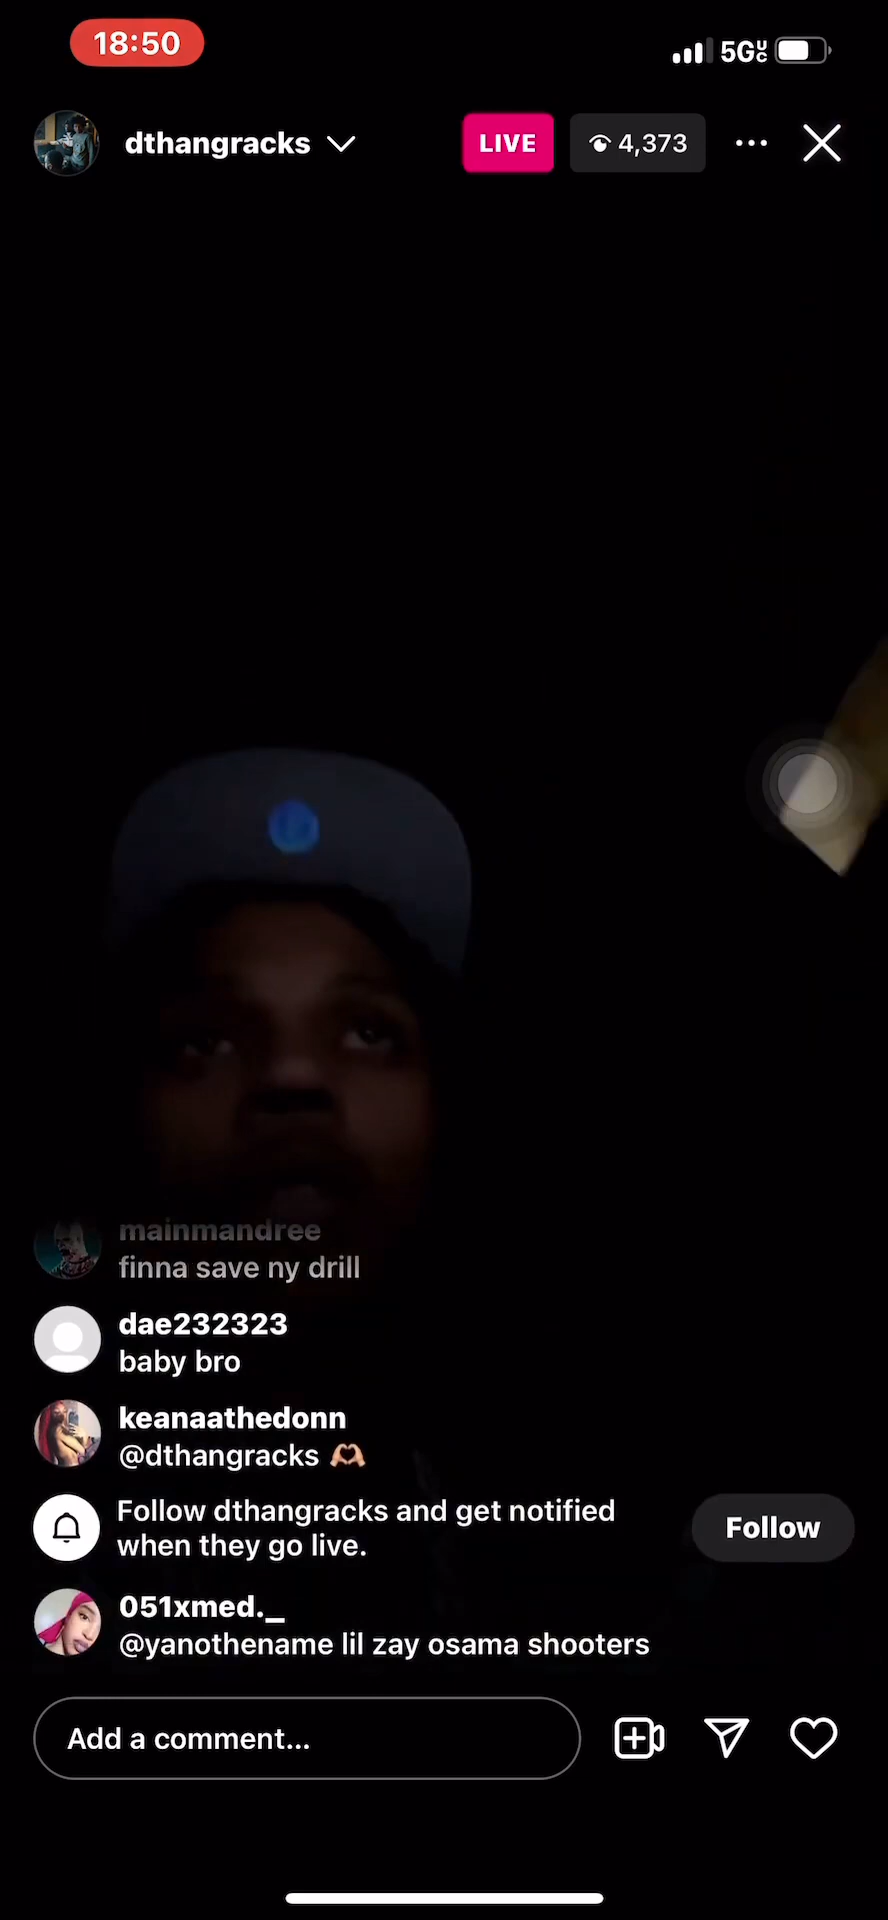 18:50
5GUC
dthangracks
LIVE
4,373
mainmandree
finna save ny drill
dae232323
baby bro
keanaathedonn
@dthangracks 🫶🏼
Follow dthangracks and get notified
when they go live.
Follow
051xmed._
@yanothename lil zay osama shooters
Add a comment...